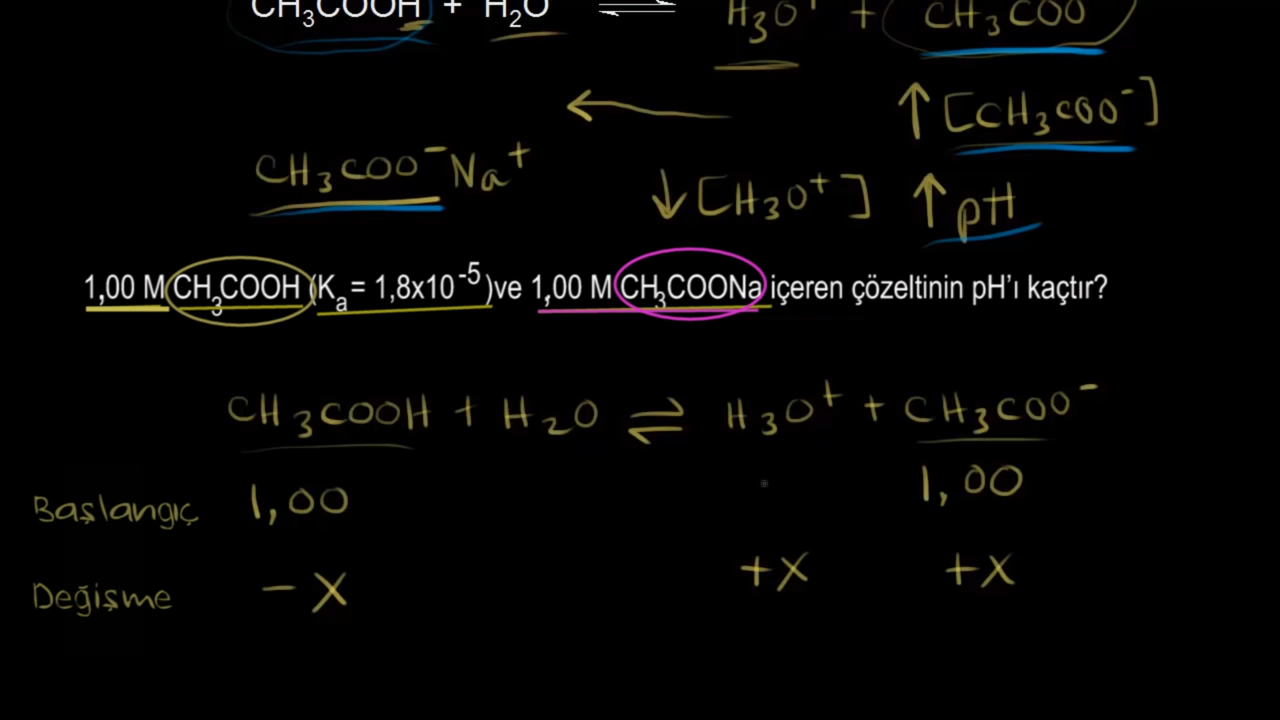 CH₃COOH + H₂O ⇌ H₃O⁺ + CH₃COO
↑ [CH₃COO⁻]
CH₃COO⁻Na⁺ ↓ [H₃O⁺] ↑ pH
1,00 M CH₃COOH (Kₐ = 1,8x10⁻⁵)ve 1,00 M CH₃COONa içeren çözeltinin pH'ı kaçtır?
CH₃COOH + H₂O ⇌ H₃O⁺ + CH₃COO⁻
Başlangıç 1,00 1,00
Değişme - X +X +X